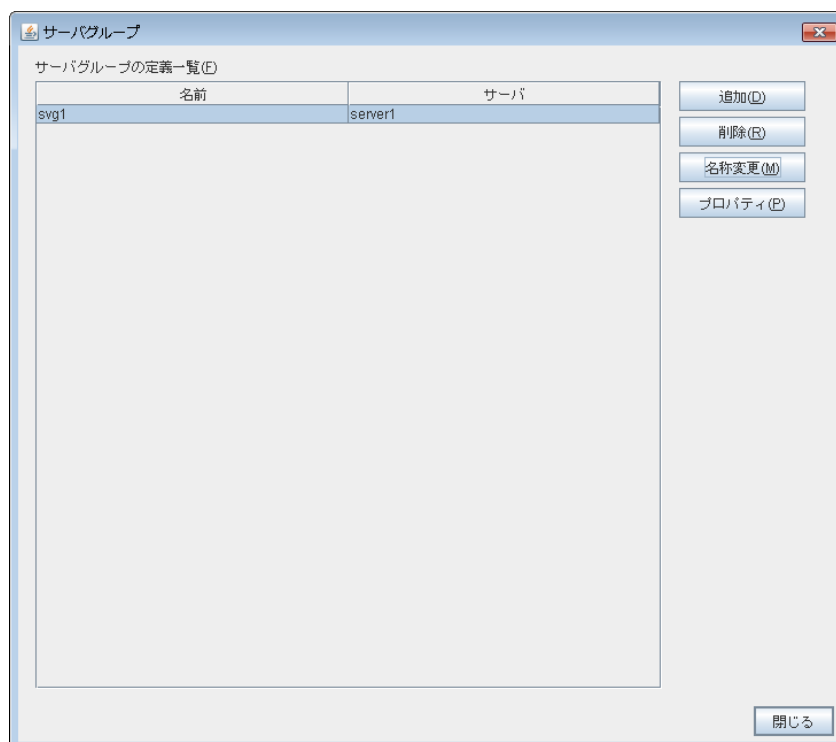 サーバグループ
サーバグループの定義一覧(F)
名前 サーバ
svg1 server1
追加(D)
削除(R)
名称変更(M)
プロパティ(P)
閉じる